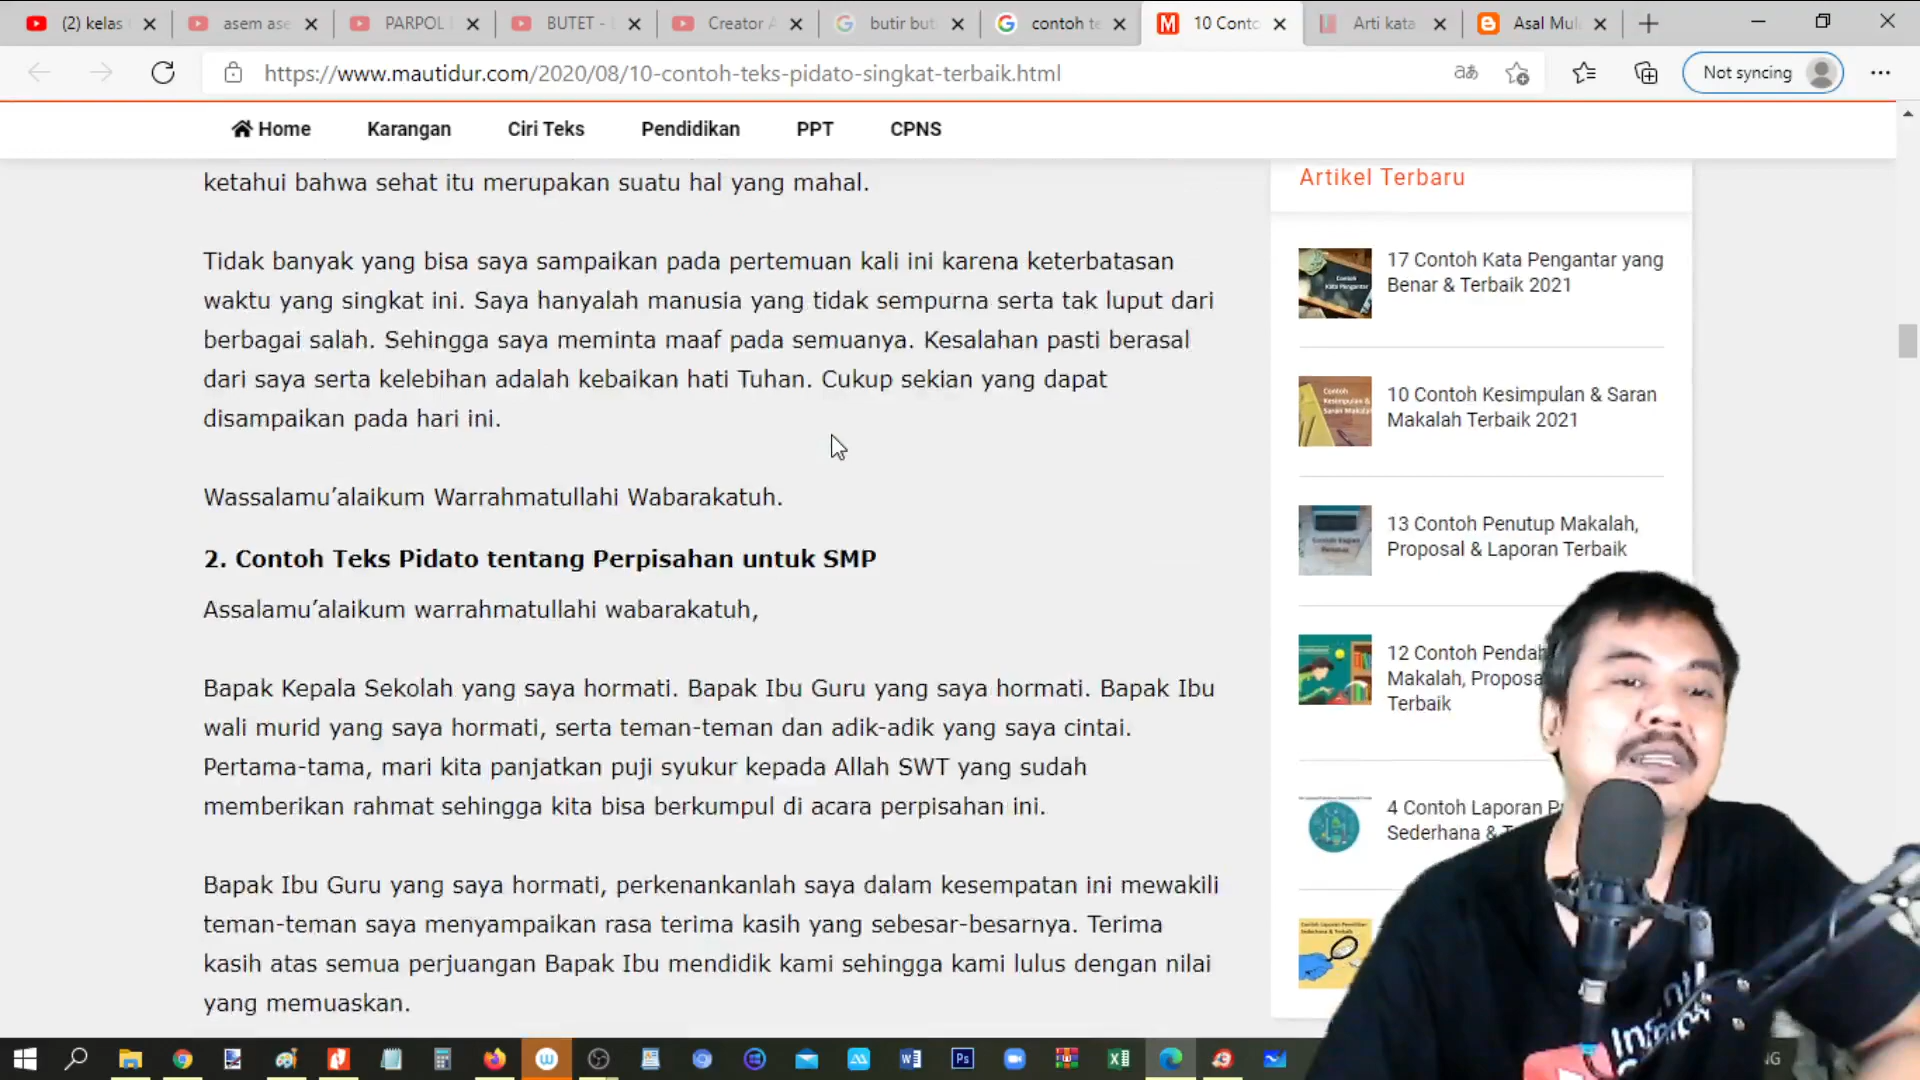 (2) kelas
asem ase
PARPOL
BUTET -
Creator A
butir but
contoh te
10 Conto
Arti kata
Asal Mul
https://www.mautidur.com/2020/08/10-contoh-teks-pidato-singkat-terbaik.html
Not syncing
Home
Karangan
Ciri Teks
Pendidikan
PPT
CPNS
ketahui bahwa sehat itu merupakan suatu hal yang mahal.
Tidak banyak yang bisa saya sampaikan pada pertemuan kali ini karena keterbatasan
waktu yang singkat ini. Saya hanyalah manusia yang tidak sempurna serta tak luput dari
berbagai salah. Sehingga saya meminta maaf pada semuanya. Kesalahan pasti berasal
dari saya serta kelebihan adalah kebaikan hati Tuhan. Cukup sekian yang dapat
disampaikan pada hari ini.
Wassalamu’alaikum Warrahmatullahi Wabarakatuh.
2. Contoh Teks Pidato tentang Perpisahan untuk SMP
Assalamu’alaikum warrahmatullahi wabarakatuh,
Bapak Kepala Sekolah yang saya hormati. Bapak Ibu Guru yang saya hormati. Bapak Ibu
wali murid yang saya hormati, serta teman-teman dan adik-adik yang saya cintai.
Pertama-tama, mari kita panjatkan puji syukur kepada Allah SWT yang sudah
memberikan rahmat sehingga kita bisa berkumpul di acara perpisahan ini.
Bapak Ibu Guru yang saya hormati, perkenankanlah saya dalam kesempatan ini mewakili
teman-teman saya menyampaikan rasa terima kasih yang sebesar-besarnya. Terima
kasih atas semua perjuangan Bapak Ibu mendidik kami sehingga kami lulus dengan nilai
yang memuaskan.
Artikel Terbaru
17 Contoh Kata Pengantar yang
Benar & Terbaik 2021
10 Contoh Kesimpulan & Saran
Makalah Terbaik 2021
13 Contoh Penutup Makalah,
Proposal & Laporan Terbaik
12 Contoh Pendah
Makalah, Proposa
Terbaik
4 Contoh Laporan P
Sederhana & T